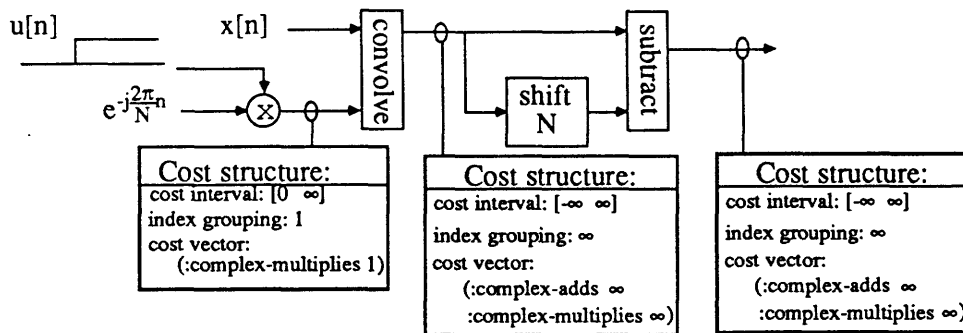 u[n]
x[n]
convolve
subtract
e^-j 2π/N n
X
shift
N
Cost structure:
cost interval: [0 ∞]
index grouping: 1
cost vector:
(:complex-multiplies 1)
Cost structure:
cost interval: [-∞ ∞]
index grouping: ∞
cost vector:
(:complex-adds ∞
:complex-multiplies ∞)
Cost structure:
cost interval: [-∞ ∞]
index grouping: ∞
cost vector:
(:complex-adds ∞
:complex-multiplies ∞)